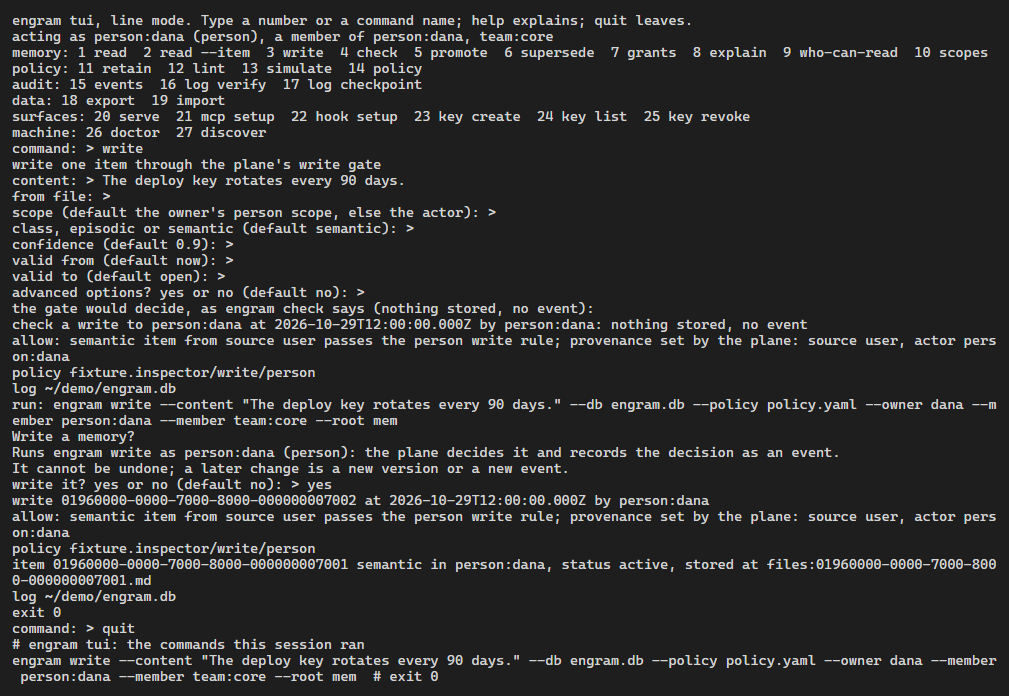 engram tui, line mode. Type a number or a command name; help explains; quit leaves.
acting as person:dana (person), a member of person:dana, team:core
memory: 1 read  2 read --item  3 write  4 check  5 promote  6 supersede  7 grants  8 explain  9 who-can-read  10 scopes
policy: 11 retain  12 lint  13 simulate  14 policy
audit: 15 events  16 log verify  17 log checkpoint
data: 18 export  19 import
surfaces: 20 serve  21 mcp setup  22 hook setup  23 key create  24 key list  25 key revoke
machine: 26 doctor  27 discover
command: > write
write one item through the plane's write gate
content: > The deploy key rotates every 90 days.
from file: >
scope (default the owner's person scope, else the actor): >
class, episodic or semantic (default semantic): >
confidence (default 0.9): >
valid from (default now): >
valid to (default open): >
advanced options? yes or no (default no): >
the gate would decide, as engram check says (nothing stored, no event):
check a write to person:dana at 2026-10-29T12:00:00.000Z by person:dana: nothing stored, no event
allow: semantic item from source user passes the person write rule; provenance set by the plane: source user, actor pers
on:dana
policy fixture.inspector/write/person
log ~/demo/engram.db
run: engram write --content "The deploy key rotates every 90 days." --db engram.db --policy policy.yaml --owner dana --m
ember person:dana --member team:core --root mem
Write a memory?
Runs engram write as person:dana (person): the plane decides it and records the decision as an event.
It cannot be undone; a later change is a new version or a new event.
write it? yes or no (default no): > yes
write 01960000-0000-7000-8000-000000007002 at 2026-10-29T12:00:00.000Z by person:dana
allow: semantic item from source user passes the person write rule; provenance set by the plane: source user, actor pers
on:dana
policy fixture.inspector/write/person
item 01960000-0000-7000-8000-000000007001 semantic in person:dana, status active, stored at files:01960000-0000-7000-800
0-000000007001.md
log ~/demo/engram.db
exit 0
command: > quit
# engram tui: the commands this session ran
engram write --content "The deploy key rotates every 90 days." --db engram.db --policy policy.yaml --owner dana --member
 person:dana --member team:core --root mem  # exit 0